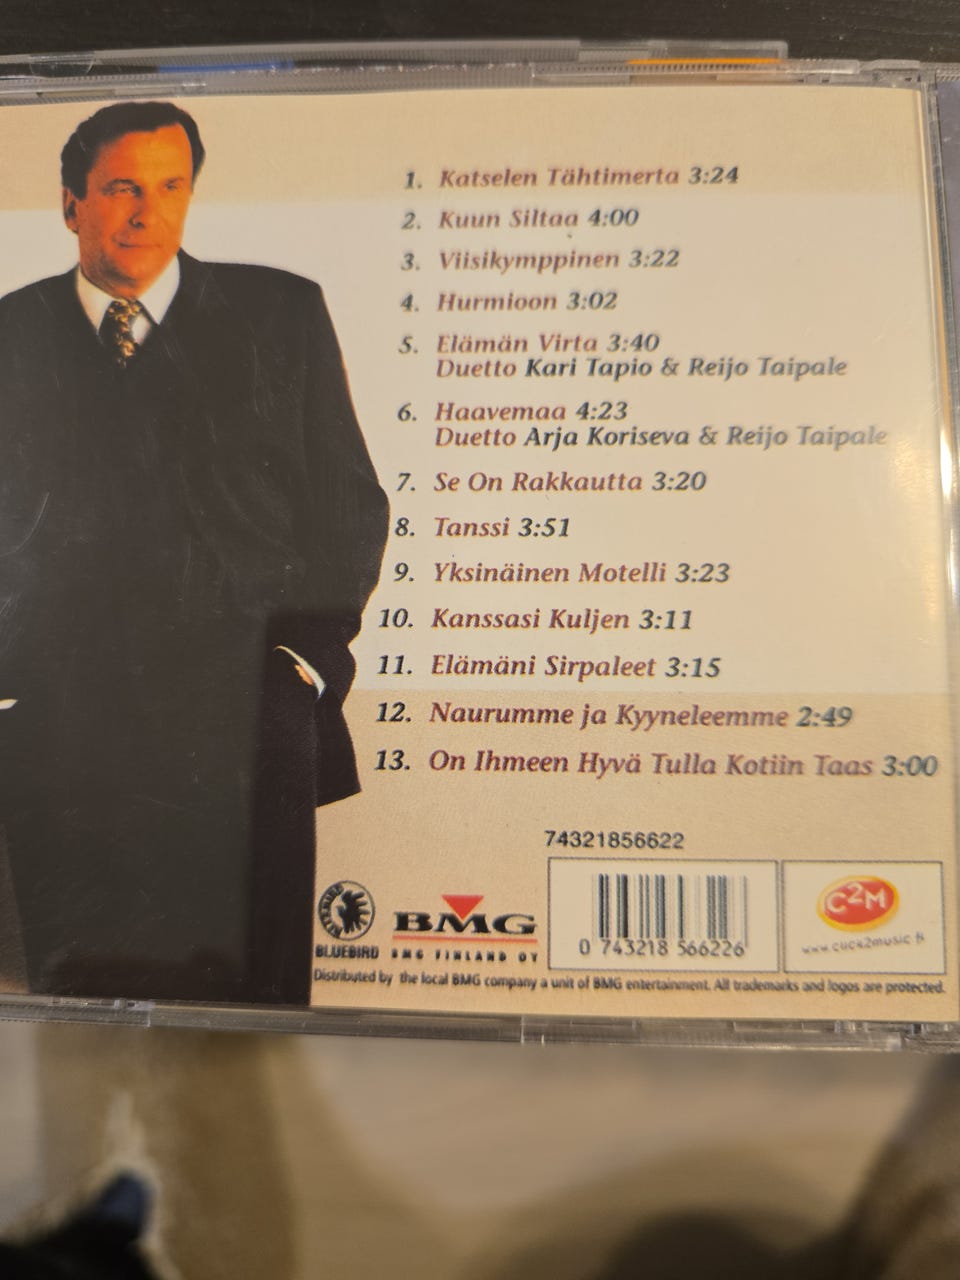 1. Katselen Tähtimerta 3:24
2. Kuun Siltaa 4:00
3. Viisikymppinen 3:22
4. Hurmioon 3:02
5. Elämän Virta 3:40
Duetto Kari Tapio & Reijo Taipale
6. Haavemaa 4:23
Duetto Arja Koriseva & Reijo Taipale
7. Se On Rakkautta 3:20
8. Tanssi 3:51
9. Yksinäinen Motelli 3:23
10. Kanssasi Kuljen 3:11
11. Elämäni Sirpaleet 3:15
12. Naurumme ja Kyyneleemme 2:49
13. On Ihmeen Hyvä Tulla Kotiin Taas 3:00
74321856622
BLUEBIRD
BMG
BMG FINLAND OY
0 743218 566226
C2M
www.click2music.fi
Distributed by the local BMG company a unit of BMG entertainment. All trademarks and logos are protected.